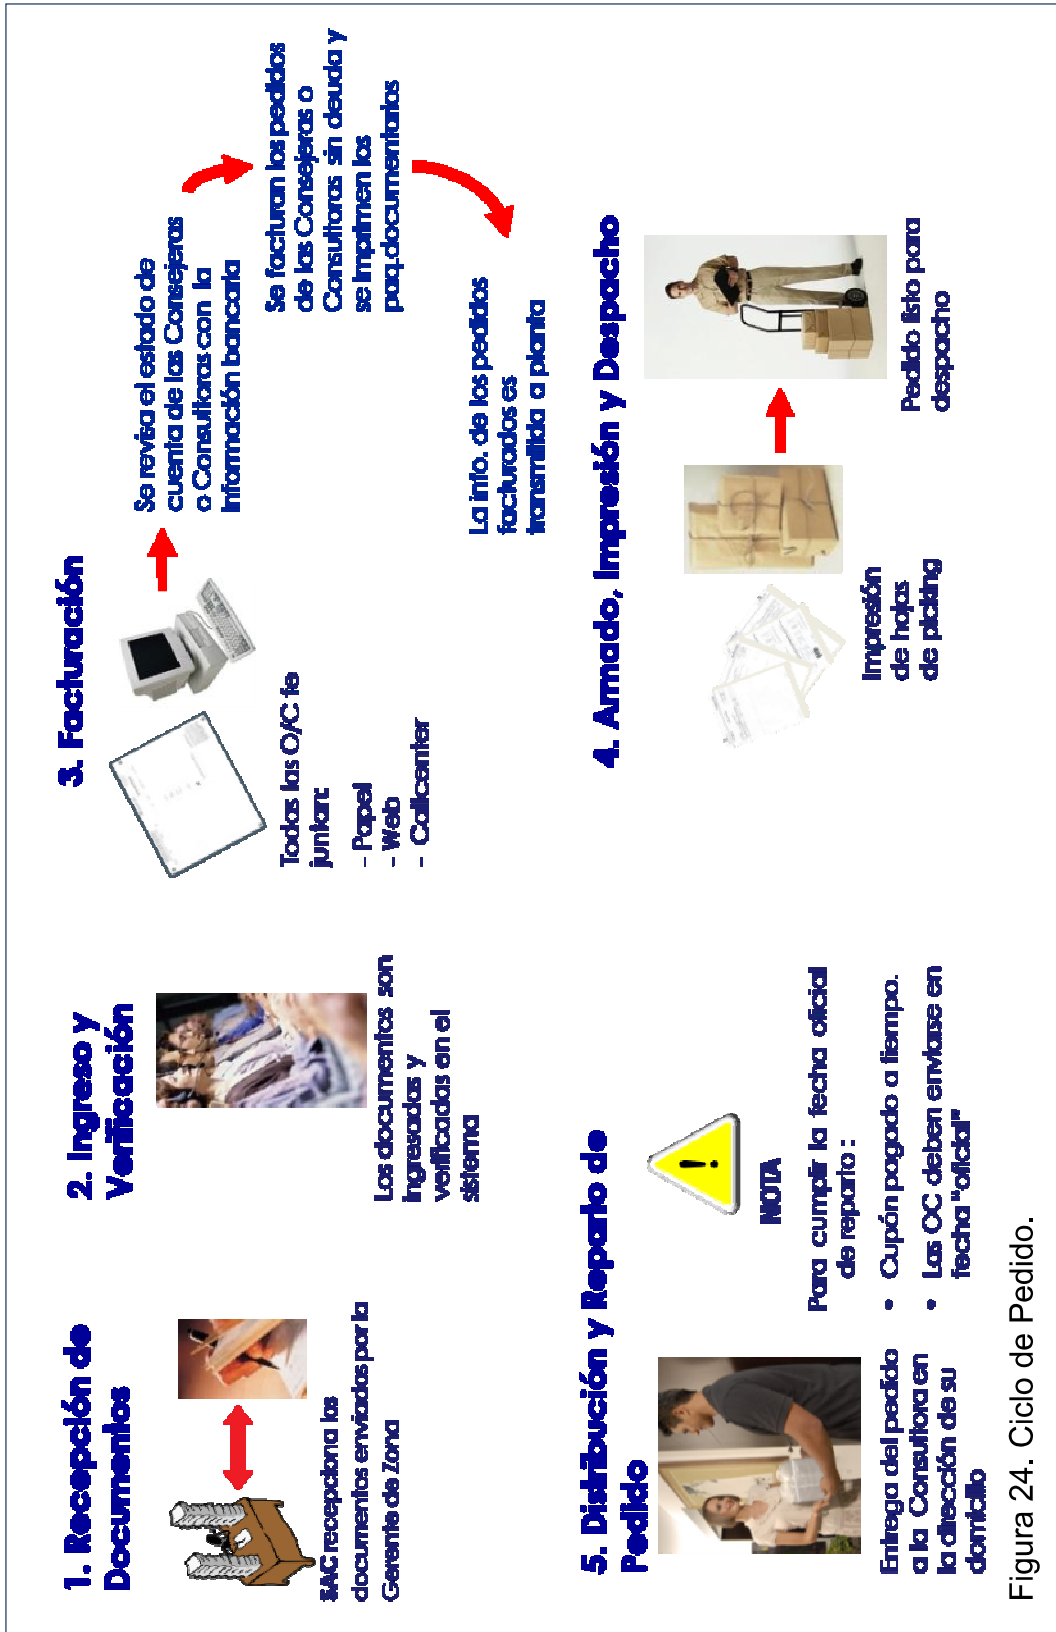 1. Recepción de
Documentos
SAC recepciona los
documentos enviados por la
Gerente de Zona
2. Ingreso y
Verificación
Los documentos son
ingresados y
verificadas en el
sistema
3. Facturación
Todas las O/C se
juntan:
- Papel
- Web
- Callcenter
Se revisa el estado de
cuenta de las Consejeras
o Consultoras con la
información bancaria
Se facturan los pedidos
de las Consejeras o
Consultoras sin deuda y
se imprimen los
paq.documentarios
La info. de los pedidos
facturados es
transmitida a planta
4. Armado, Impresión y Despacho
Impresión
de hojas
de picking
Pedido listo para
despacho
5. Distribución y Reparto de
Pedido
Entrega del pedido
a la Consultora en
la dirección de su
domicilio
NOTA
Para cumplir la fecha oficial
de reparto :
• Cupón pagado a tiempo.
• Las OC deben enviarse en
fecha "oficial"
Figura 24. Ciclo de Pedido.